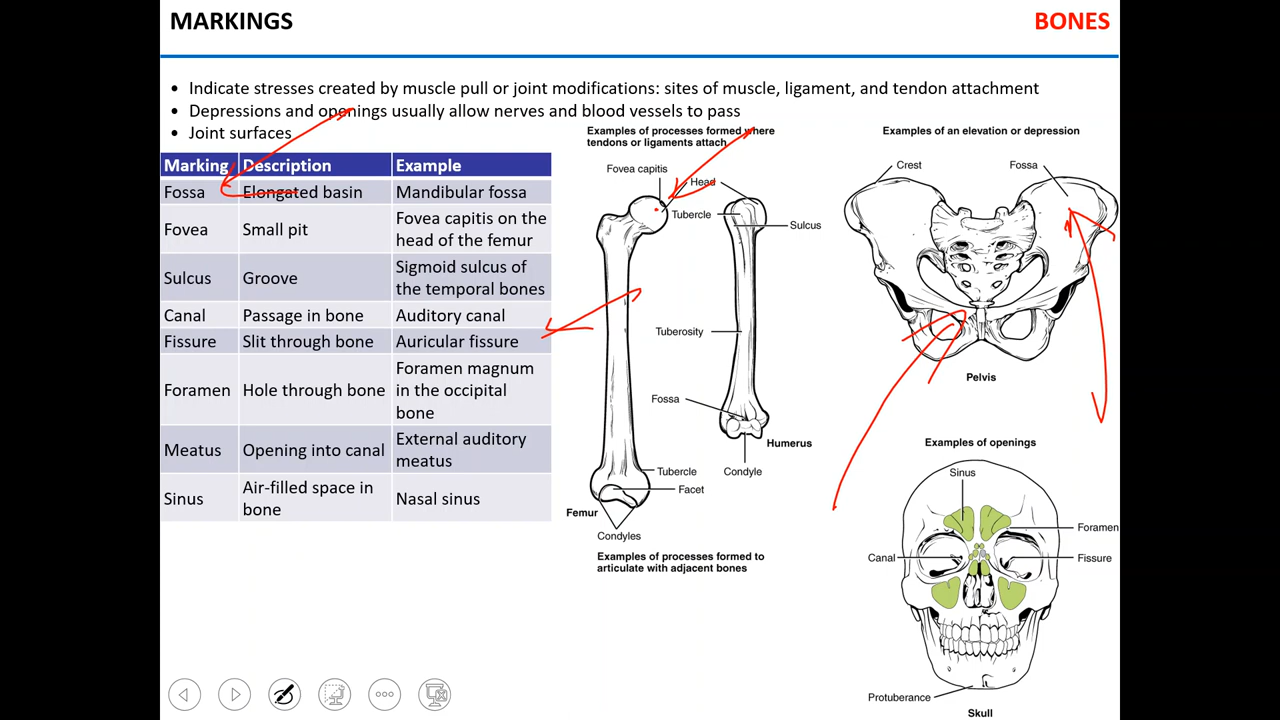 MARKINGS
BONES
• Indicate stresses created by muscle pull or joint modifications: sites of muscle, ligament, and tendon attachment
• Depressions and openings usually allow nerves and blood vessels to pass
• Joint surfaces
Marking Description Example
Fossa Elongated basin Mandibular fossa
Fovea Small pit Fovea capitis on the
head of the femur
Sulcus Groove Sigmoid sulcus of
the temporal bones
Canal Passage in bone Auditory canal
Fissure Slit through bone Auricular fissure
Foramen Hole through bone Foramen magnum
in the occipital
bone
Meatus Opening into canal External auditory
meatus
Sinus Air-filled space in
bone
Nasal sinus
Examples of processes formed where
tendons or ligaments attach
Fovea capitis
Head
Tubercle
Sulcus
Tuberosity
Fossa
Humerus
Condyle
Tubercle
Facet
Femur
Condyles
Examples of processes formed to
articulate with adjacent bones
Examples of an elevation or depression
Crest
Fossa
Pelvis
Examples of openings
Sinus
Foramen
Canal
Fissure
Protuberance
Skull